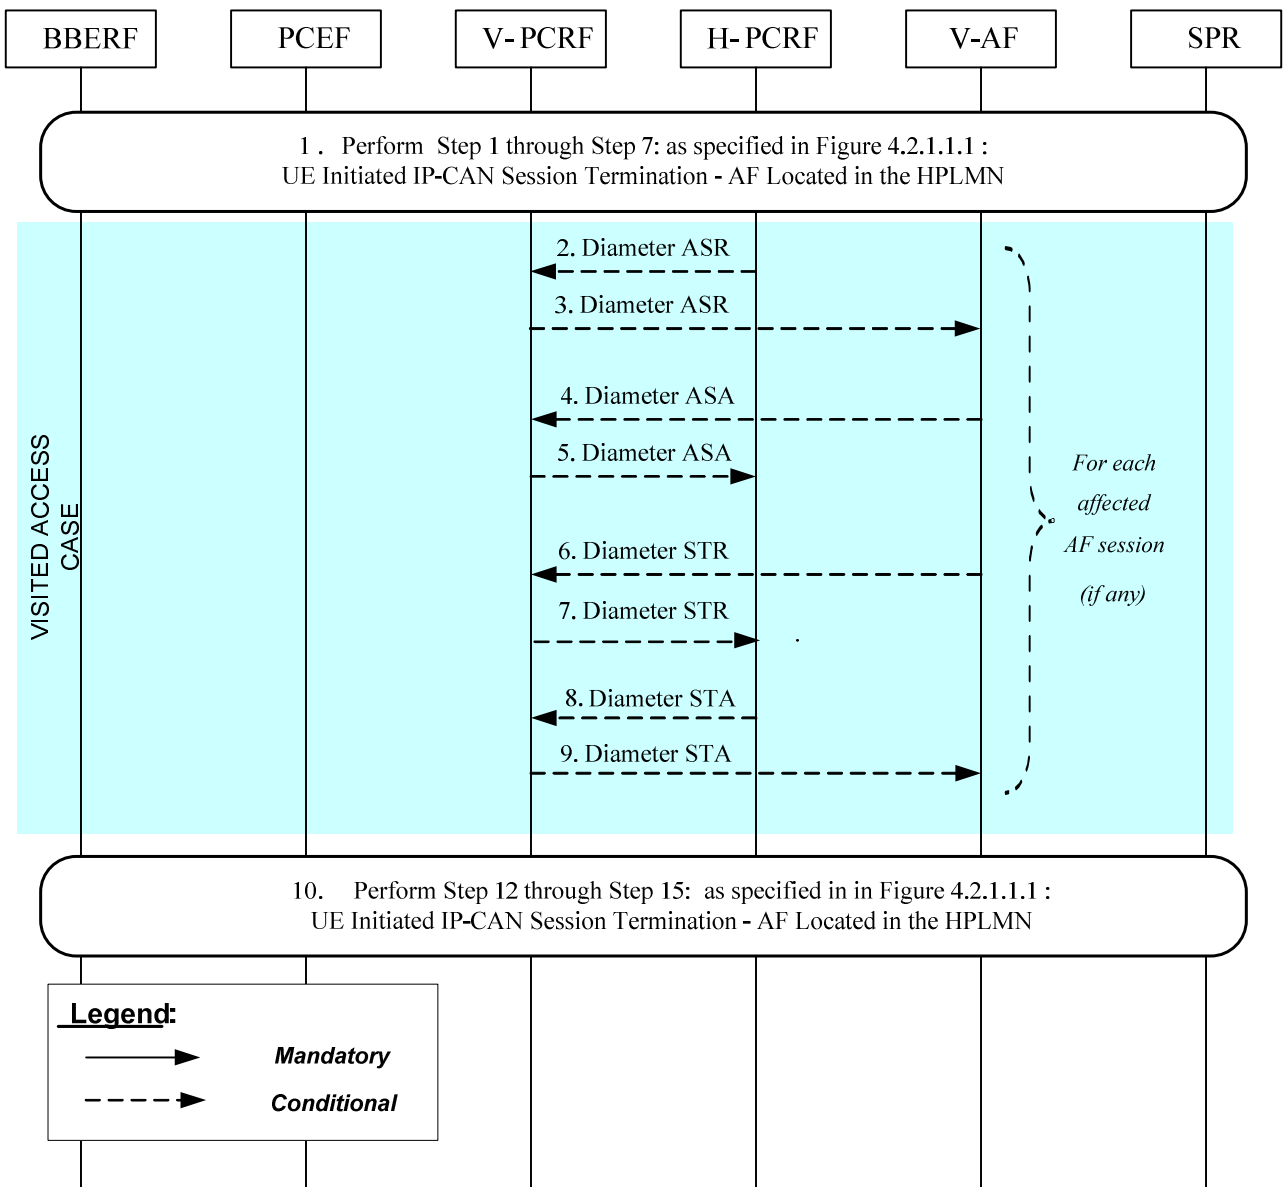 BBERF
PCEF
V-PCRF
H-PCRF
V-AF
SPR
1 . Perform Step 1 through Step 7: as specified in Figure 4.2.1.1.1 :
UE Initiated IP-CAN Session Termination - AF Located in the HPLMN
VISITED ACCESS
CASE
2. Diameter ASR
3. Diameter ASR
4. Diameter ASA
5. Diameter ASA
6. Diameter STR
7. Diameter STR
8. Diameter STA
9. Diameter STA
For each
affected
AF session
(if any)
10. Perform Step 12 through Step 15: as specified in in Figure 4.2.1.1.1 :
UE Initiated IP-CAN Session Termination - AF Located in the HPLMN
Legend:
Mandatory
Conditional